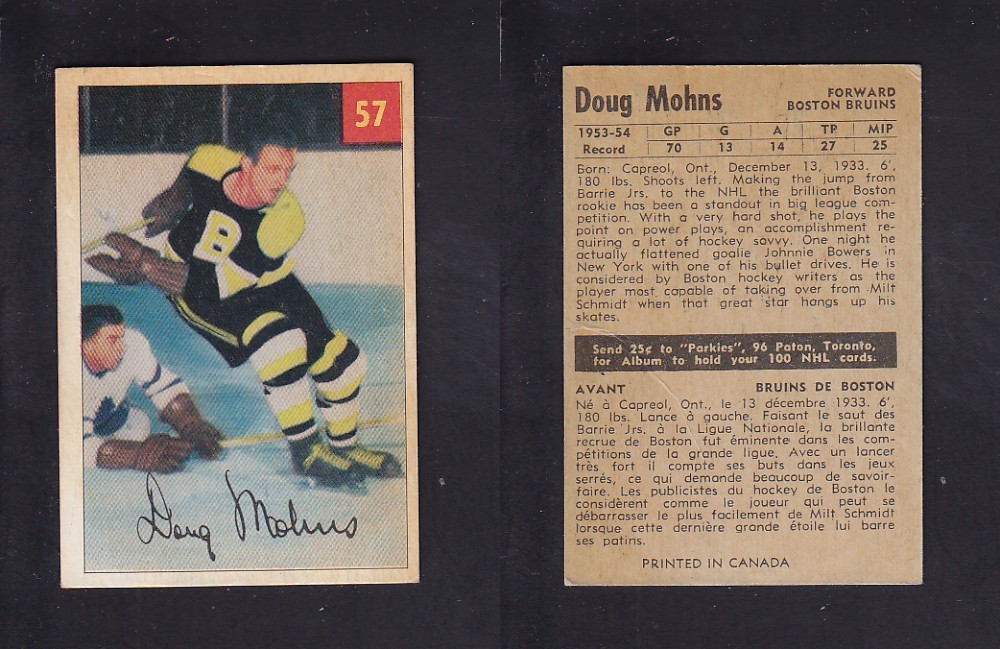 57
B
Doug Mohns
Doug Mohns
FORWARD
BOSTON BRUINS
1953-54 GP G A TP MIP
Record 70 13 14 27 25
Born: Capreol, Ont., December 13, 1933. 6',
180 lbs. Shoots left. Making the jump from
Barrie Jrs. to the NHL the brilliant Boston
rookie has been a standout in big league com-
petition. With a very hard shot, he plays the
point on power plays, an accomplishment re-
quiring a lot of hockey savvy. One night he
actually flattened goalie Johnnie Bowers in
New York with one of his bullet drives. He is
considered by Boston hockey writers as the
player most capable of taking over from Milt
Schmidt when that great star hangs up his
skates.
Send 25¢ to "Parkies", 96 Paton, Toronto,
for Album to hold your 100 NHL cards.
AVANT BRUINS DE BOSTON
Né à Capreol, Ont., le 13 décembre 1933. 6',
180 lbs. Lance à gauche. Faisant le saut des
Barrie Jrs. à la Ligue Nationale, la brillante
recrue de Boston fut éminente dans les com-
pétitions de la grande ligue. Avec un lancer
très fort il compte ses buts dans les jeux
serrés, ce qui demande beaucoup de savoir-
faire. Les publicistes du hockey de Boston le
considèrent comme le joueur qui peut se
débarrasser le plus facilement de Milt Schmidt
lorsque cette dernière grande étoile lui barre
ses patins.
PRINTED IN CANADA